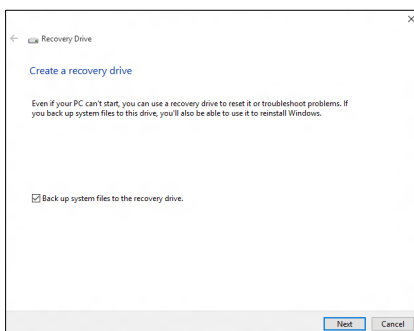 Recovery Drive
Create a recovery drive
Even if your PC can't start, you can use a recovery drive to reset it or troubleshoot problems. If
you back up system files to this drive, you'll also be able to use it to reinstall Windows.
Back up system files to the recovery drive.
Next Cancel